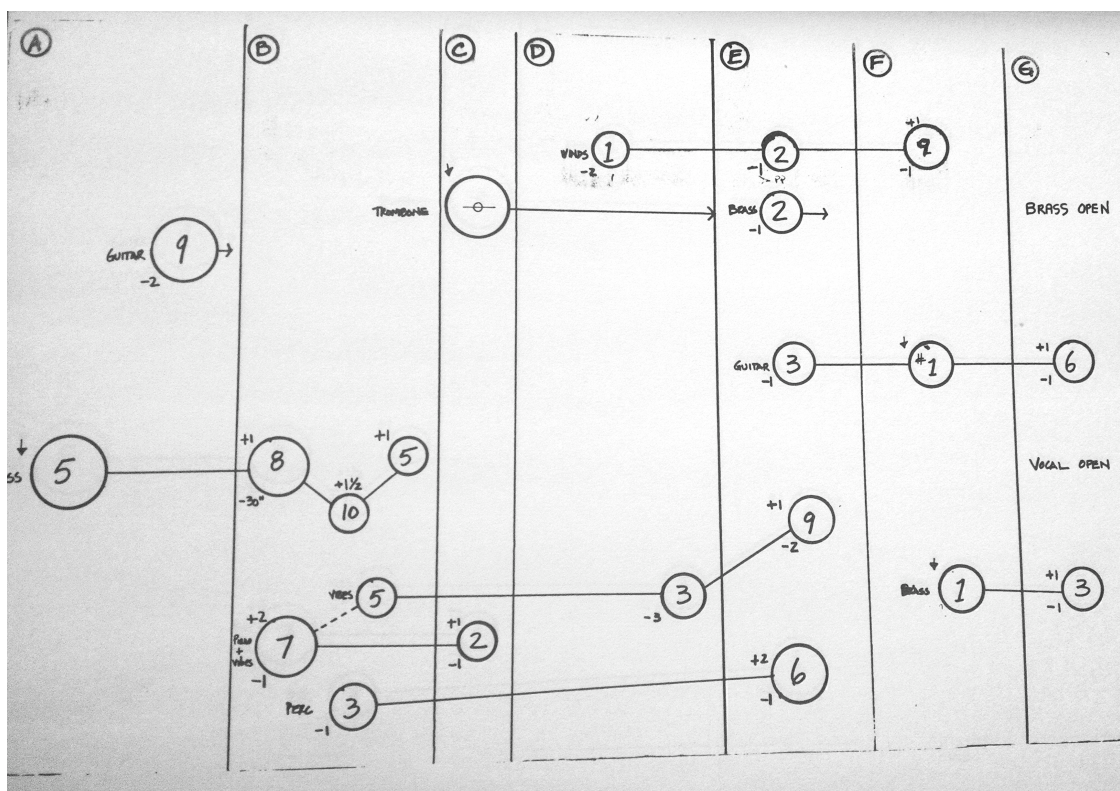 A
B
C
D
E
F
G
WINDS 1 -2
2 -1
+1 9 -1
TROMBONE
BRASS 2 -1
BRASS OPEN
GUITAR 9 -2
GUITAR 3 -1
#1
+1 6 -1
5
+1 8 -30"
+1½ 10
+1 5
VOCAL OPEN
+1 9 -2
VIBES 5
3 -3
BRASS 1
+1 3 -1
+2 PIANO + VIBES 7 -1
+1 2 -1
PERC 3 -1
+2 6 -1